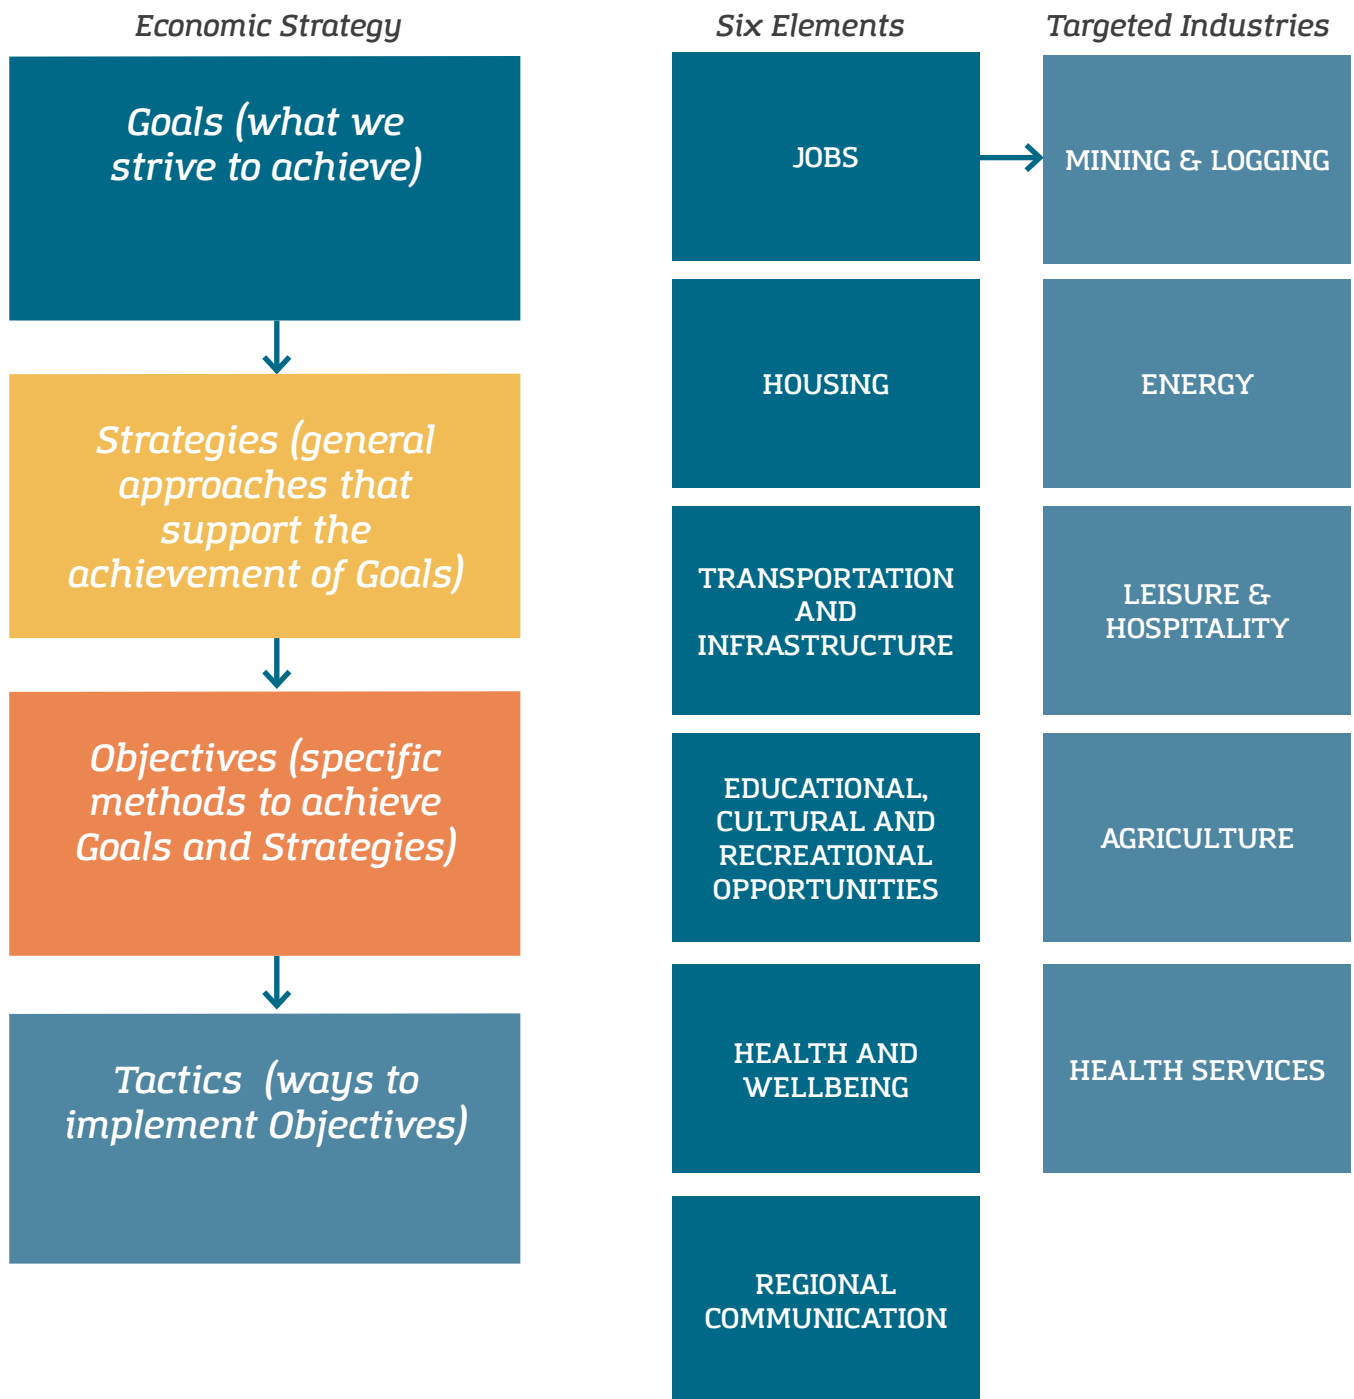 Economic Strategy
Goals (what we
strive to achieve)
Strategies (general
approaches that
support the
achievement of Goals)
Objectives (specific
methods to achieve
Goals and Strategies)
Tactics (ways to
implement Objectives)
Six Elements
JOBS
HOUSING
TRANSPORTATION
AND
INFRASTRUCTURE
EDUCATIONAL,
CULTURAL AND
RECREATIONAL
OPPORTUNITIES
HEALTH AND
WELLBEING
REGIONAL
COMMUNICATION
Targeted Industries
MINING & LOGGING
ENERGY
LEISURE &
HOSPITALITY
AGRICULTURE
HEALTH SERVICES